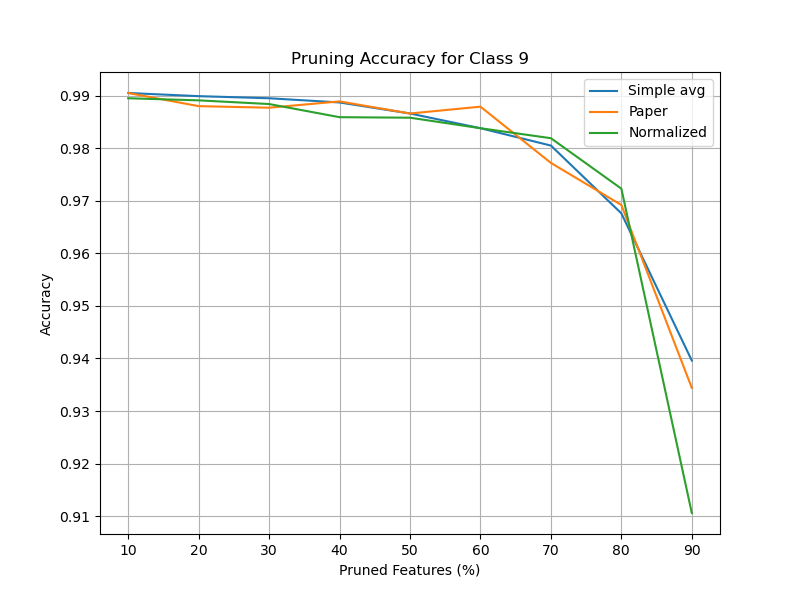 Pruning Accuracy for Class 9
Simple avg
Paper
Normalized
Accuracy
0.99
0.98
0.97
0.96
0.95
0.94
0.93
0.92
0.91
10 20 30 40 50 60 70 80 90
Pruned Features (%)